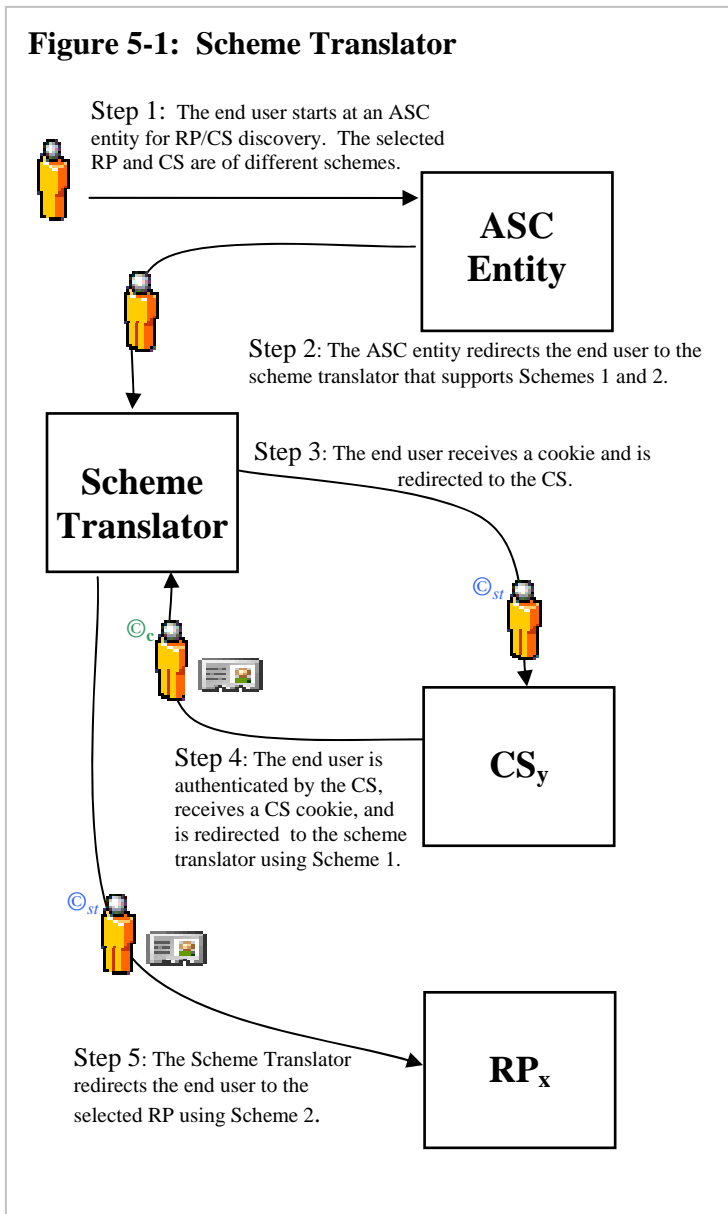 Figure 5-1: Scheme Translator
Step 1: The end user starts at an ASC
entity for RP/CS discovery. The selected
RP and CS are of different schemes.
ASC
Entity
Step 2: The ASC entity redirects the end user to the
scheme translator that supports Schemes 1 and 2.
Scheme
Translator
Step 3: The end user receives a cookie and is
redirected to the CS.
©st
©c
CSy
Step 4: The end user is
authenticated by the CS,
receives a CS cookie, and
is redirected to the scheme
translator using Scheme 1.
©st
RPx
Step 5: The Scheme Translator
redirects the end user to the
selected RP using Scheme 2.